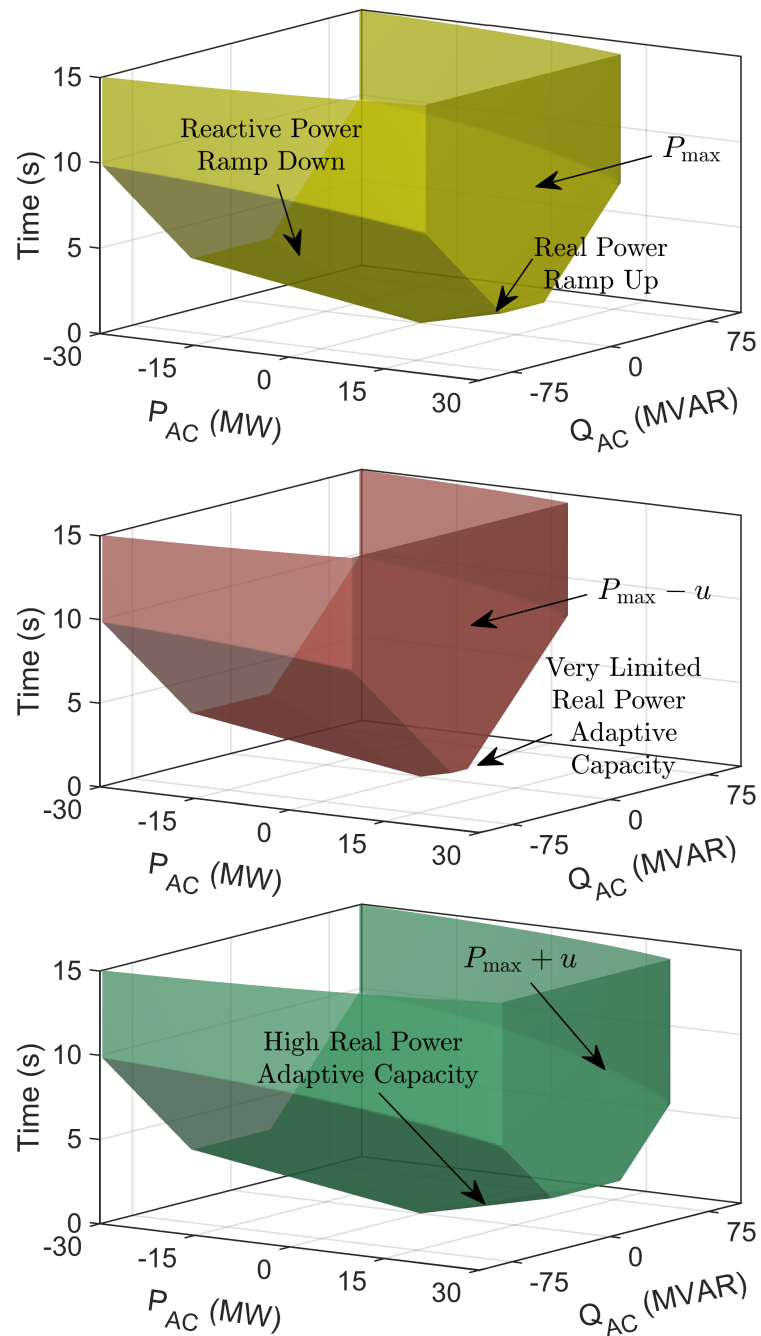 15
Reactive Power
Ramp Down
P_max
10
Time (s)
Real Power
Ramp Up
5
0
-30
-15
0
15
30
-75
0
75
P_AC (MW)
Q_AC (MVAR)
15
P_max − u
10
Time (s)
Very Limited
Real Power
Adaptive
Capacity
5
0
-30
-15
0
15
30
-75
0
75
P_AC (MW)
Q_AC (MVAR)
P_max + u
15
High Real Power
Adaptive Capacity
10
Time (s)
5
0
-30
-15
0
15
30
-75
0
75
P_AC (MW)
Q_AC (MVAR)